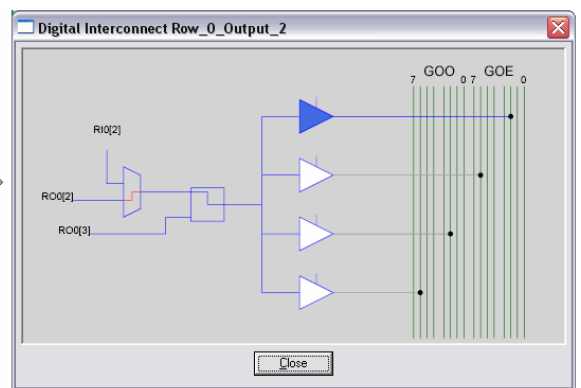 Digital Interconnect Row_0_Output_2
7 GOO 0 7 GOE 0
RI0[2]
RO0[2]
RO0[3]
Close